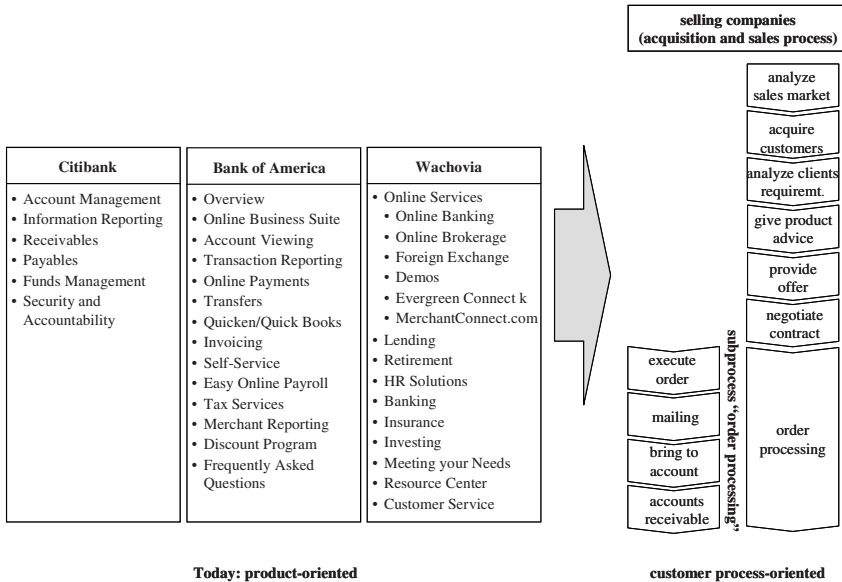 selling companies
(acquisition and sales process)
analyze
sales market
acquire
customers
analyze clients
requiremt.
give product
advice
provide
offer
negotiate
contract
order
processing
subprocess “order processing”
execute
order
mailing
bring to
account
accounts
receivable
Citibank
• Account Management
• Information Reporting
• Receivables
• Payables
• Funds Management
• Security and
Accountability
Bank of America
• Overview
• Online Business Suite
• Account Viewing
• Transaction Reporting
• Online Payments
• Transfers
• Quicken/Quick Books
• Invoicing
• Self-Service
• Easy Online Payroll
• Tax Services
• Merchant Reporting
• Discount Program
• Frequently Asked
Questions
Wachovia
• Online Services
• Online Banking
• Online Brokerage
• Foreign Exchange
• Demos
• Evergreen Connect k
• MerchantConnect.com
• Lending
• Retirement
• HR Solutions
• Banking
• Insurance
• Investing
• Meeting your Needs
• Resource Center
• Customer Service
Today: product-oriented
customer process-oriented